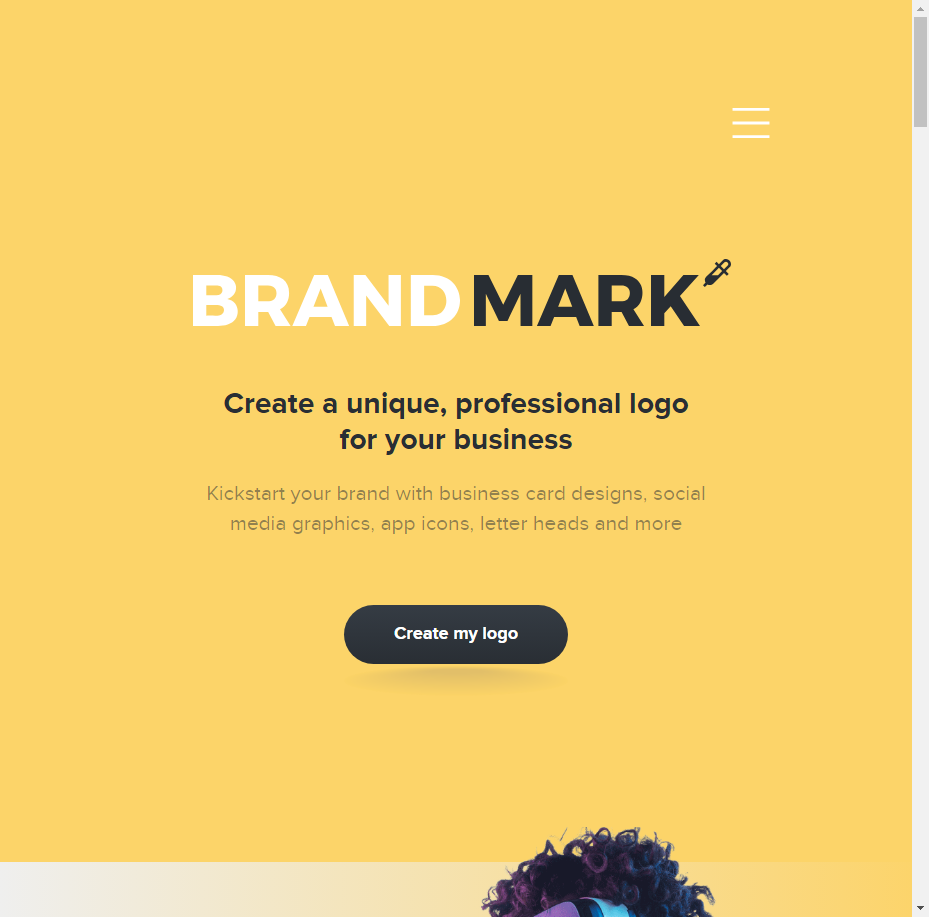 BRANDMARK
Create a unique, professional logo
for your business
Kickstart your brand with business card designs, social
media graphics, app icons, letter heads and more
Create my logo